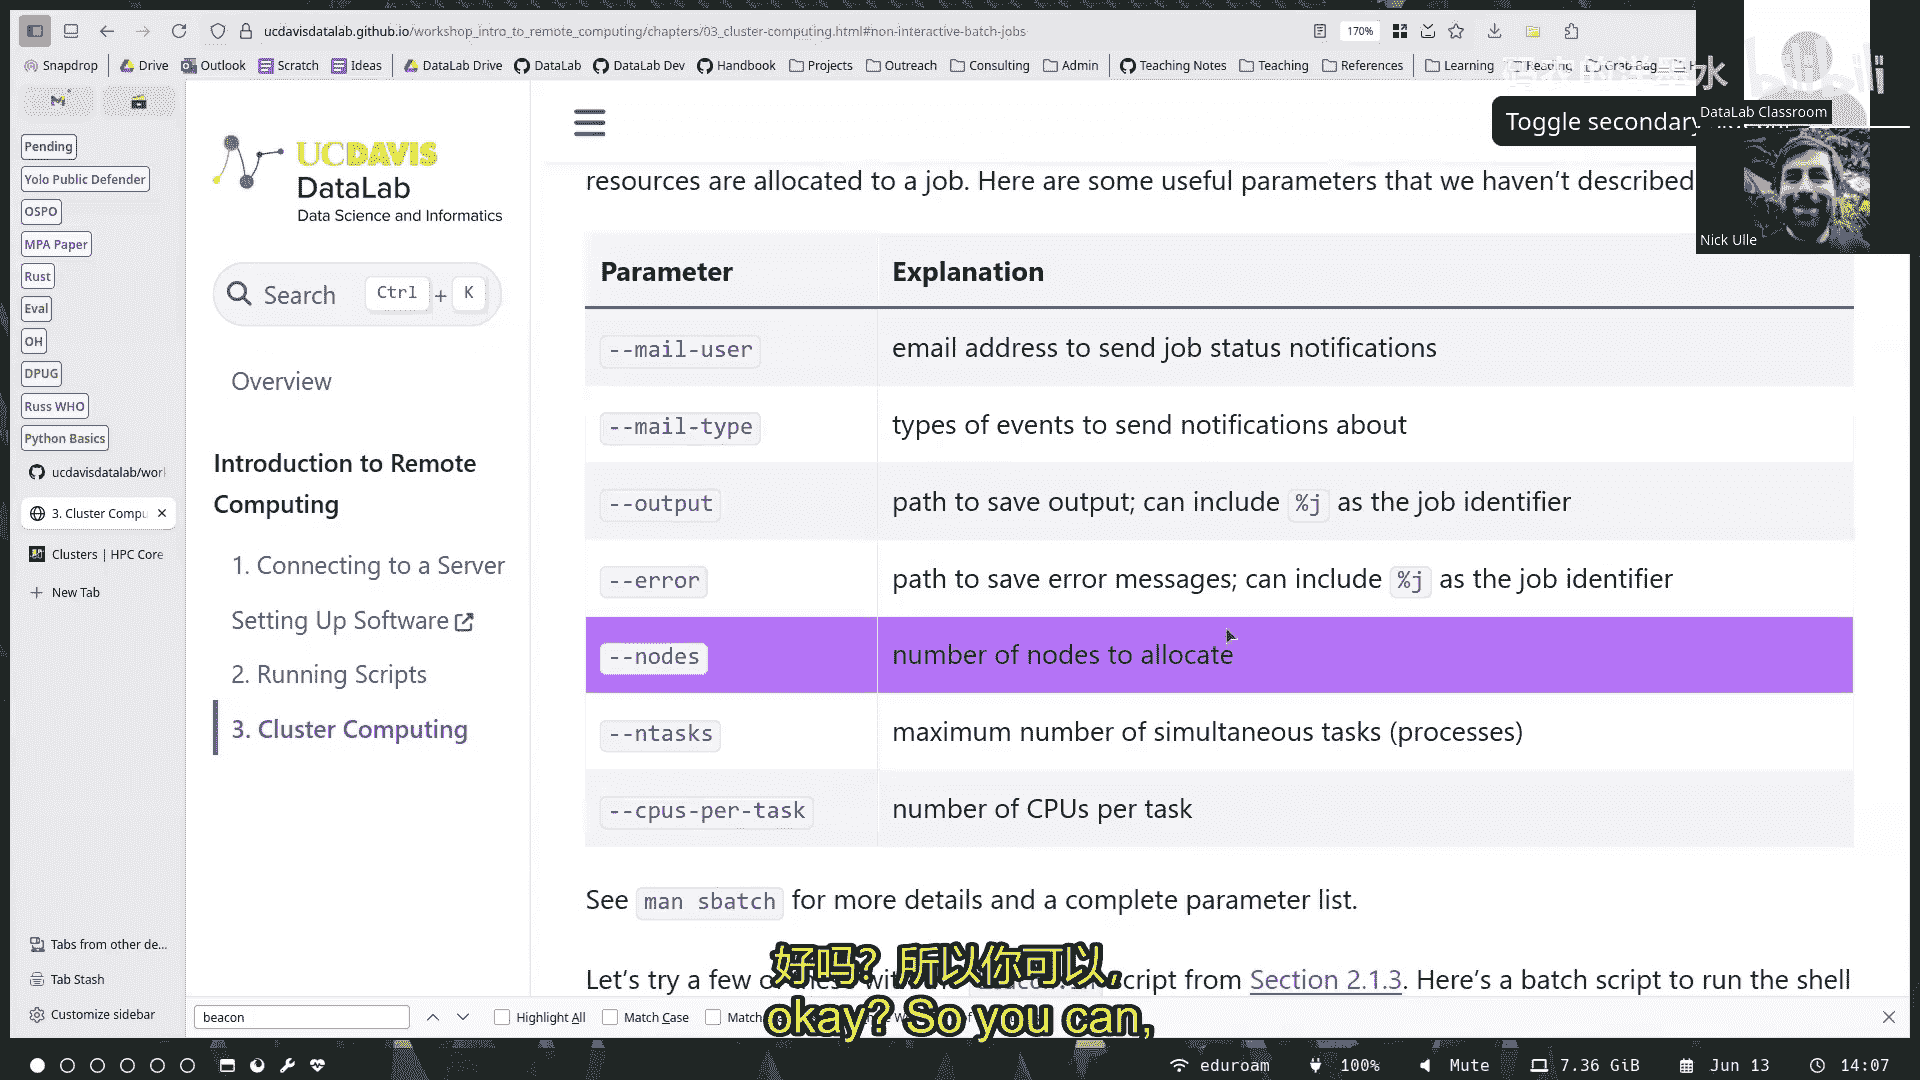 ucdavisdatalab.github.io/workshop_intro_to_remote_computing/chapters/03_cluster-computing.html#non-interactive-batch-jobs
170%
Snapdrop
Drive
Outlook
Scratch
Ideas
DataLab Drive
DataLab
DataLab Dev
Handbook
Projects
Outreach
Consulting
Admin
Teaching Notes
Teaching
References
Learning
DataLab Classroom
Nick Ulle
Toggle secondary
Pending
Yolo Public Defender
OSPO
MPA Paper
Rust
Eval
OH
DPUG
Russ WHO
Python Basics
ucdavisdatalab/wor
3. Cluster Compu
Clusters | HPC Core
New Tab
Tabs from other de...
Tab Stash
Customize sidebar
UCDAVIS
DataLab
Data Science and Informatics
Search Ctrl + K
Overview
Introduction to Remote
Computing
1. Connecting to a Server
Setting Up Software
2. Running Scripts
3. Cluster Computing
resources are allocated to a job. Here are some useful parameters that we haven't described
Parameter Explanation
--mail-user email address to send job status notifications
--mail-type types of events to send notifications about
--output path to save output; can include %j as the job identifier
--error path to save error messages; can include %j as the job identifier
--nodes number of nodes to allocate
--ntasks maximum number of simultaneous tasks (processes)
--cpus-per-task number of CPUs per task
See man sbatch for more details and a complete parameter list.
Let's try a few script from Section 2.1.3. Here's a batch script to run the shell
好吗？所以你可以，
okay? So you can,
beacon
Highlight All
Match Case
eduroam
100%
Mute
7.36 GiB
Jun 13
14:07